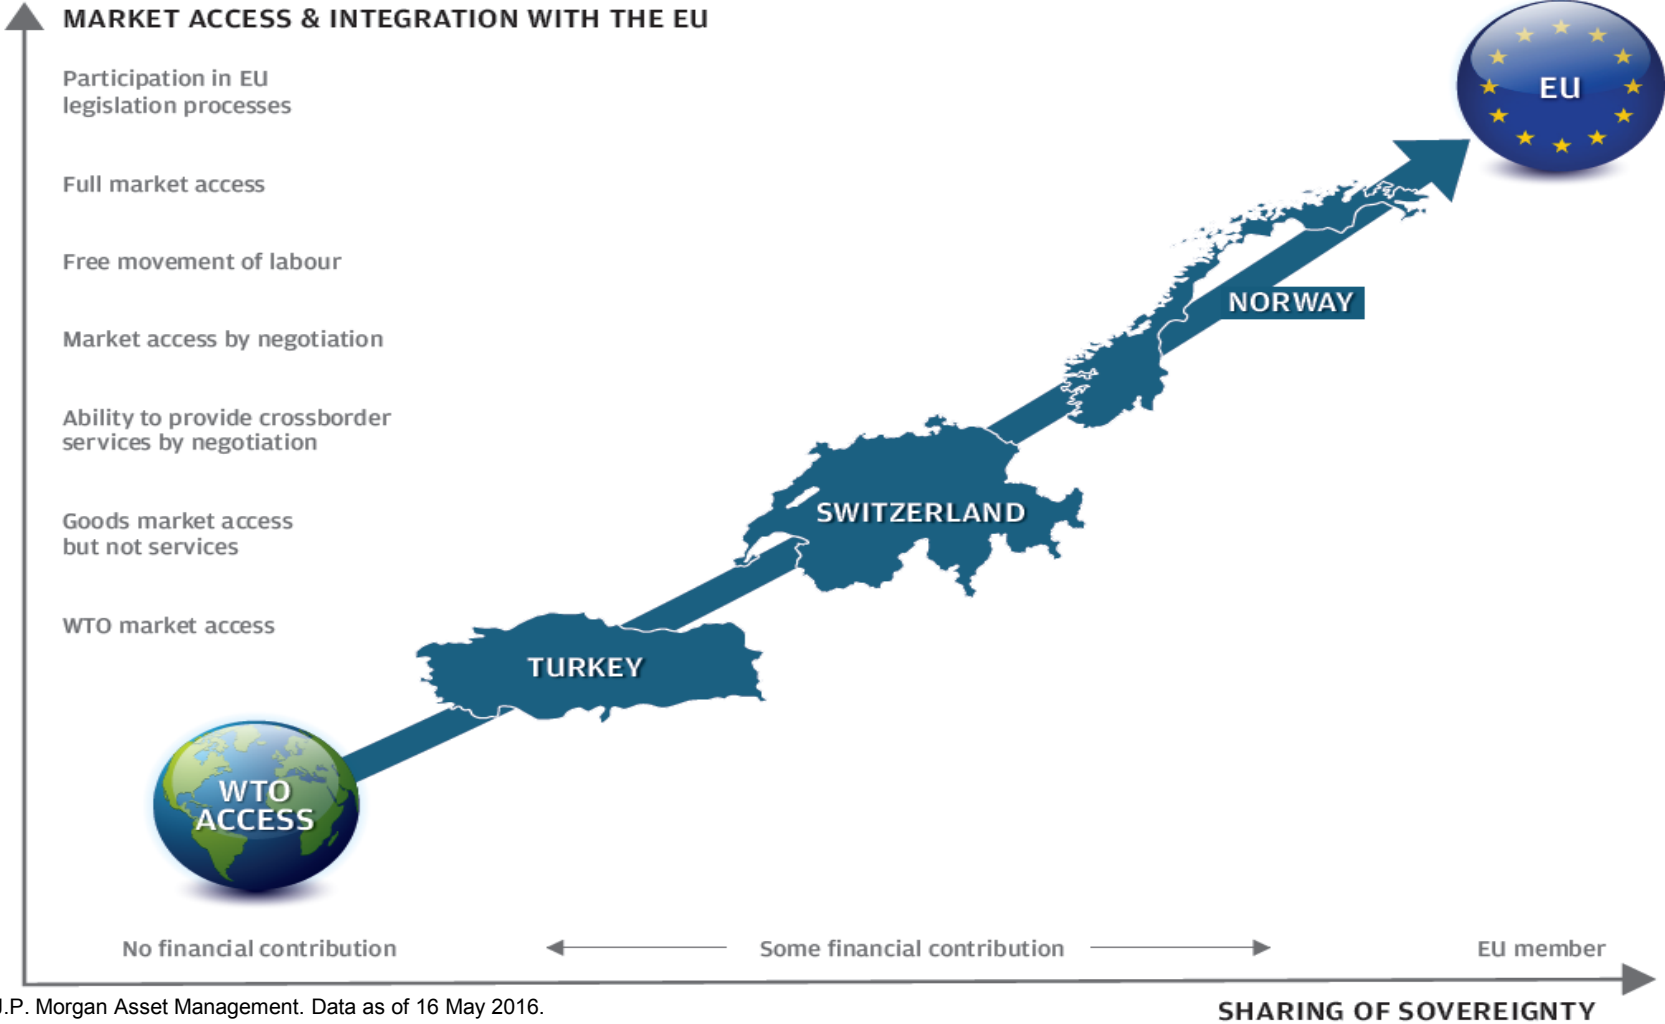 MARKET ACCESS & INTEGRATION WITH THE EU
EU
Participation in EU
legislation processes
Full market access
Free movement of labour
NORWAY
Market access by negotiation
Ability to provide crossborder
services by negotiation
SWITZERLAND
Goods market access
but not services
WTO market access
TURKEY
WTO
ACCESS
No financial contribution
Some financial contribution
EU member
J.P. Morgan Asset Management. Data as of 16 May 2016.
SHARING OF SOVEREIGNTY